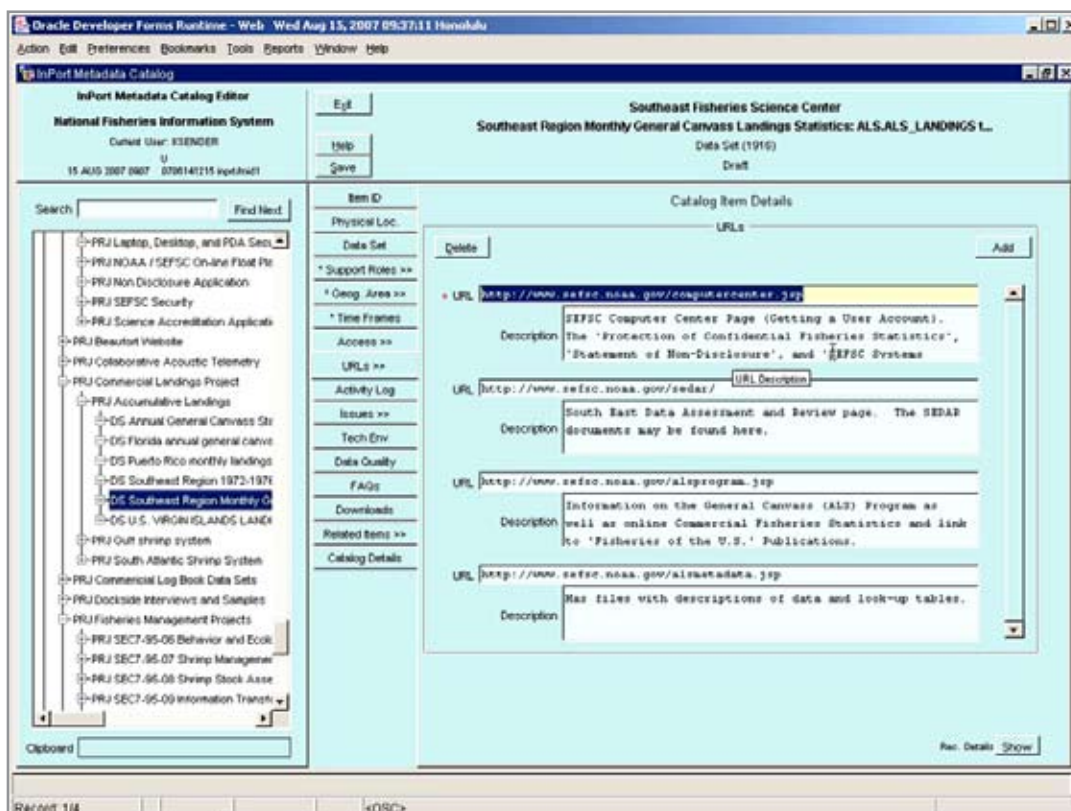 Oracle Developer Forms Runtime - Web Wed Aug 15, 2007 09:37:11 Honolulu
Action Edit Preferences Bookmarks Tools Reports Window Help
InPort Metadata Catalog
InPort Metadata Catalog Editor
National Fisheries Information System
Current User: KSENDER
U
15 AUG 2007 0907
Exit
Help
Save
Southeast Fisheries Science Center
Southeast Region Monthly General Canvass Landings Statistics: ALS.ALS_LANDINGS t...
Data Set (1916)
Draft
Search
Find Next
PRJ Laptop, Desktop, and PDA Secu
PRJ NOAA / SEFSC On-line Float Pla
PRJ Non Disclosure Application
PRJ SEFSC Security
PRJ Science Accreditation Applicati
PRJ Beaufort Website
PRJ Collaborative Acoustic Telemetry
PRJ Commercial Landings Project
PRJ Accumulative Landings
DS Annual General Canvass Sta
DS Florida annual general canva
DS Puerto Rico monthly landings
DS Southeast Region 1972-1976
DS Southeast Region Monthly G
DS U.S. VIRGIN ISLANDS LAND
PRJ Gulf shrimp system
PRJ South Atlantic Shrimp System
PRJ Commercial Log Book Data Sets
PRJ Dockside Interviews and Samples
PRJ Fisheries Management Projects
PRJ SEC7-95-06 Behavior and Ecol
PRJ SEC7-95-07 Shrimp Managemen
PRJ SEC7-95-08 Shrimp Stock Asse
PRJ SEC7-95-09 Information Transfe
Clipboard
Item ID
Physical Loc.
Data Set
* Support Roles >>
* Geog. Area >>
* Time Frames
Access >>
URLs >>
Activity Log
Issues >>
Tech Env
Data Quality
FAQs
Downloads
Related Items >>
Catalog Details
Catalog Item Details
URLs
Delete
Add
URL http://www.sefsc.noaa.gov/computercenter.jsp
Description
SEFSC Computer Center Page (Getting a User Account).
The 'Protection of Confidential Fisheries Statistics',
'Statement of Non-Disclosure', and 'SEFSC Systems
URL Description
URL http://www.sefsc.noaa.gov/sedar/
Description
South East Data Assessment and Review page. The SEDAR
documents may be found here.
URL http://www.sefsc.noaa.gov/alsprogram.jsp
Description
Information on the General Canvass (ALS) Program as
well as online Commercial Fisheries Statistics and link
to 'Fisheries of the U.S.' Publications.
URL http://www.sefsc.noaa.gov/alsmetadata.jsp
Description
Has files with descriptions of data and look-up tables.
Rec. Details Show
Record: 1/4
<OSC>